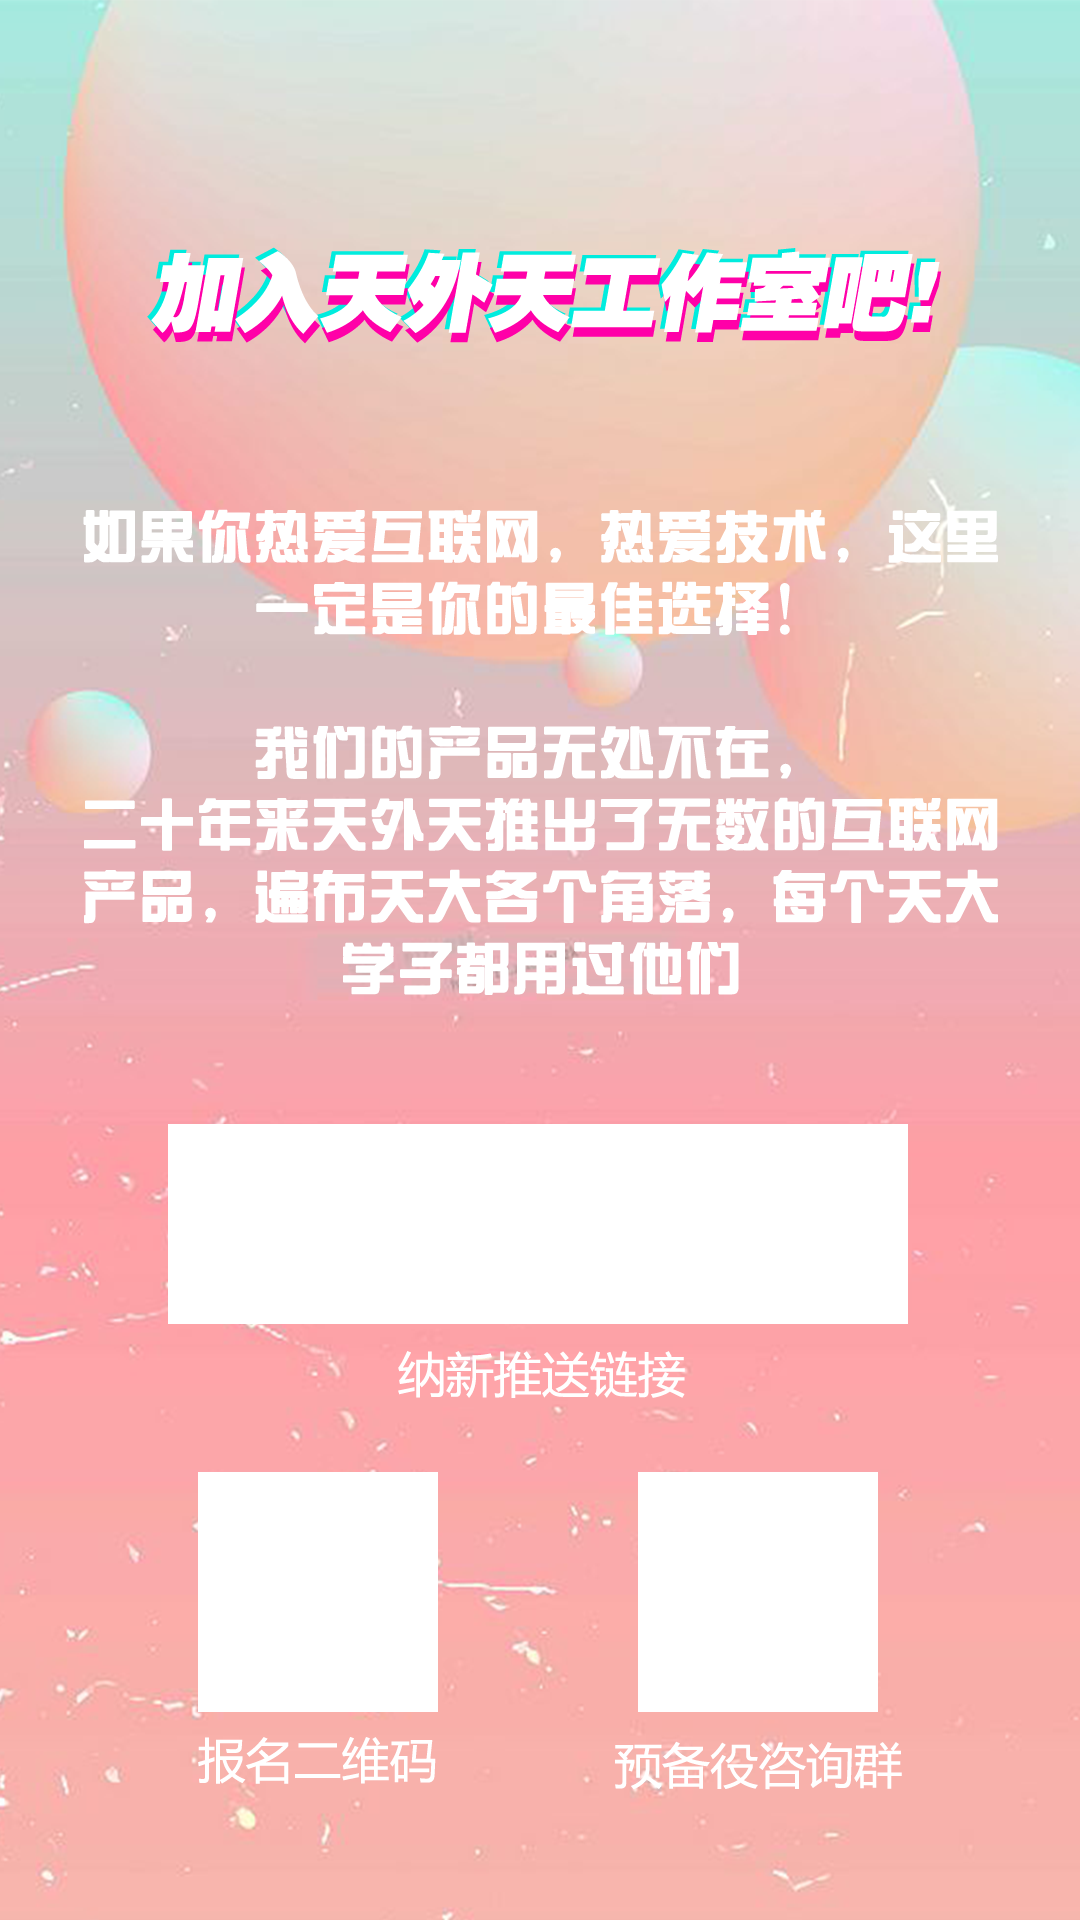 加入天外天工作室吧！
如果你热爱互联网，热爱技术，这里
一定是你的最佳选择！
我们的产品无处不在，
二十年来天外天推出了无数的互联网
产品，遍布天大各个角落，每个天大
学子都用过他们
纳新推送链接
报名二维码
预备役咨询群